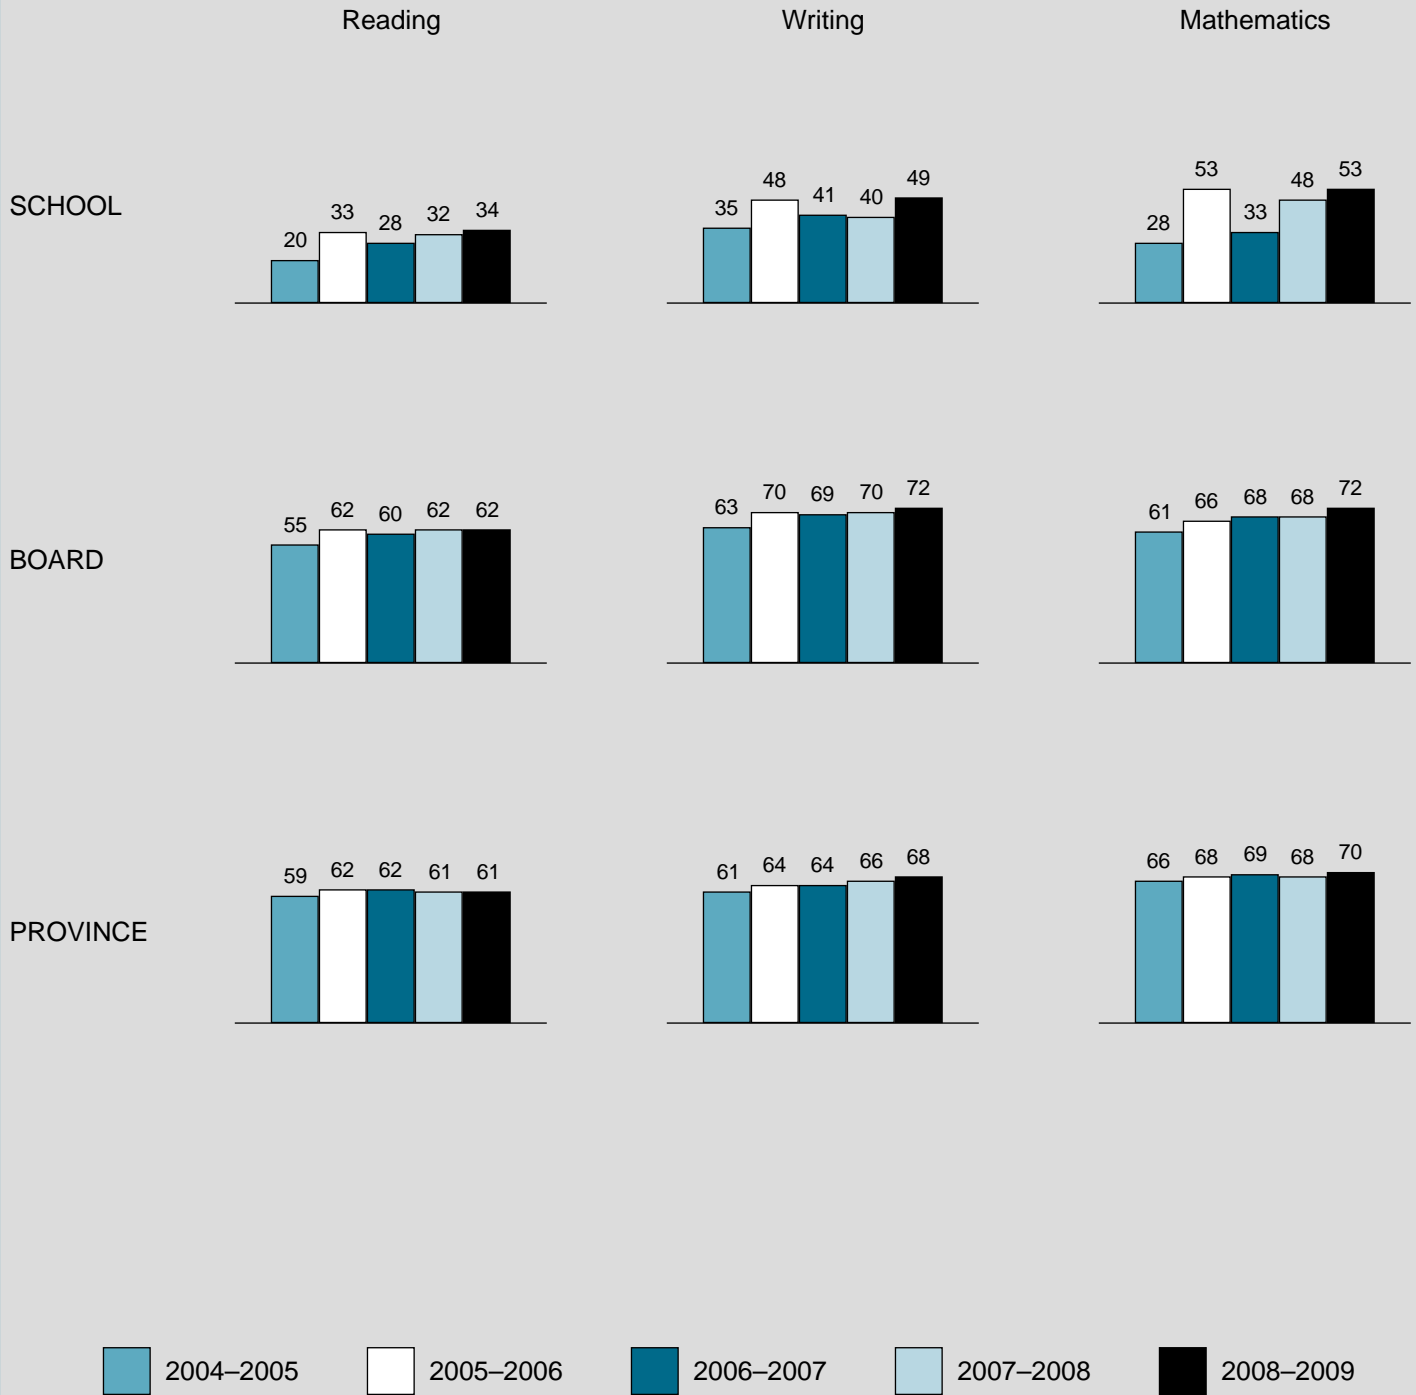 Reading Writing Mathematics
SCHOOL
20 33 28 32 34
35 48 41 40 49
28 53 33 48 53
BOARD
55 62 60 62 62
63 70 69 70 72
61 66 68 68 72
PROVINCE
59 62 62 61 61
61 64 64 66 68
66 68 69 68 70
2004–2005 2005–2006 2006–2007 2007–2008 2008–2009